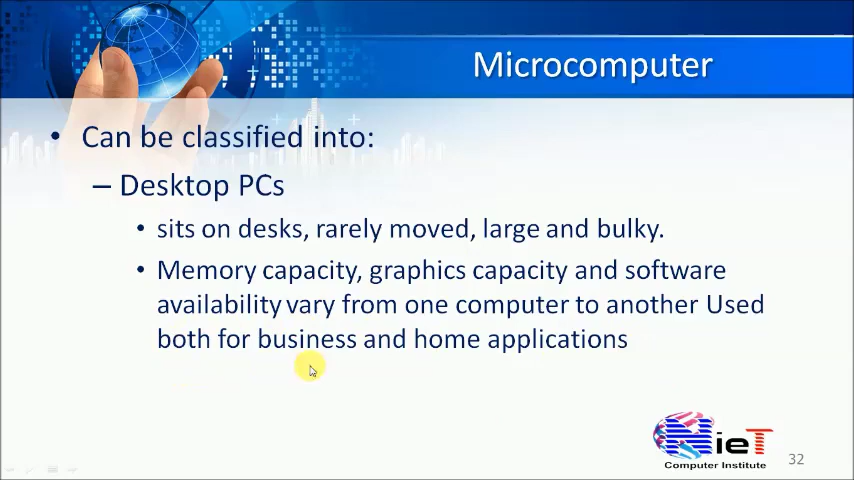 Microcomputer
• Can be classified into:
– Desktop PCs
• sits on desks, rarely moved, large and bulky.
• Memory capacity, graphics capacity and software
availability vary from one computer to another Used
both for business and home applications
NieT
Computer Institute
32